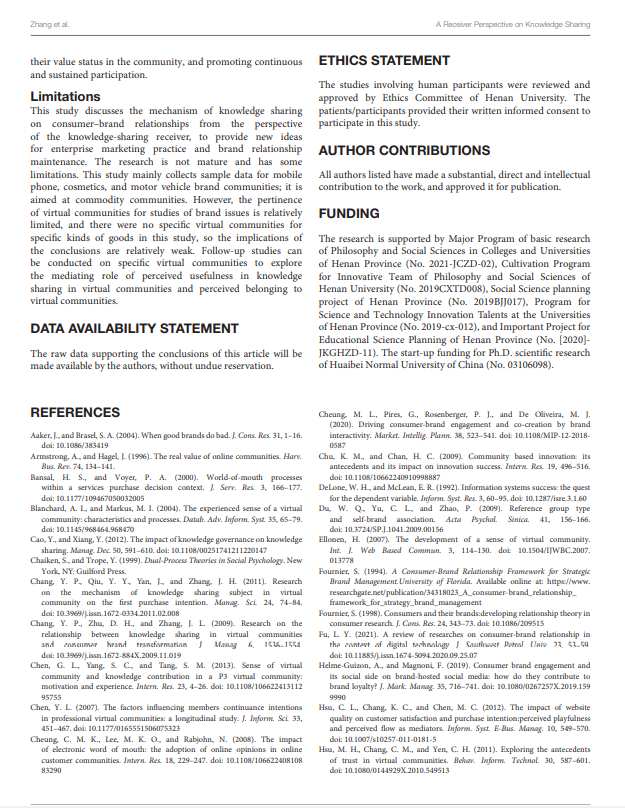 Zhang et al.
A Receiver Perspective on Knowledge Sharing
their value status in the community, and promoting continuous
and sustained participation.
Limitations
This study discusses the mechanism of knowledge sharing
on consumer–brand relationships from the perspective
of the knowledge-sharing receiver, to provide new ideas
for enterprise marketing practice and brand relationship
maintenance. The research is not mature and has some
limitations. This study mainly collects sample data for mobile
phone, cosmetics, and motor vehicle brand communities; it is
aimed at commodity communities. However, the pertinence
of virtual communities for studies of brand issues is relatively
limited, and there were no specific virtual communities for
specific kinds of goods in this study, so the implications of
the conclusions are relatively weak. Follow-up studies can
be conducted on specific virtual communities to explore
the mediating role of perceived usefulness in knowledge
sharing in virtual communities and perceived belonging to
virtual communities.
DATA AVAILABILITY STATEMENT
The raw data supporting the conclusions of this article will be
made available by the authors, without undue reservation.
ETHICS STATEMENT
The studies involving human participants were reviewed and
approved by Ethics Committee of Henan University. The
patients/participants provided their written informed consent to
participate in this study.
AUTHOR CONTRIBUTIONS
All authors listed have made a substantial, direct and intellectual
contribution to the work, and approved it for publication.
FUNDING
The research is supported by Major Program of basic research
of Philosophy and Social Sciences in Colleges and Universities
of Henan Province (No. 2021-JCZD-02), Cultivation Program
for Innovative Team of Philosophy and Social Sciences of
Henan University (No. 2019CXTD008), Social Science planning
project of Henan Province (No. 2019BJJ017), Program for
Science and Technology Innovation Talents at the Universities
of Henan Province (No. 2019-cx-012), and Important Project for
Educational Science Planning of Henan Province (No. [2020]-
JKGHZD-11). The start-up funding for Ph.D. scientific research
of Huaibei Normal University of China (No. 03106098).
REFERENCES
Aaker, J., and Brasel, S. A. (2004). When good brands do bad. J. Cons. Res. 31, 1–16.
doi: 10.1086/383419
Armstrong, A., and Hagel, J. (1996). The real value of online communities. Harv.
Bus. Rev. 74, 134–141.
Bansal, H. S., and Voyer, P. A. (2000). World-of-mouth processes
within a services purchase decision context. J. Serv. Res. 3, 166–177.
doi: 10.1177/109467050032005
Blanchard, A. l., and Markus, M. I. (2004). The experienced sense of a virtual
community: characteristics and processes. Datab. Adv. Inform. Syst. 35, 65–79.
doi: 10.1145/968464.968470
Cao, Y., and Xiang, Y. (2012). The impact of knowledge governance on knowledge
sharing. Manag. Dec. 50, 591–610. doi: 10.1108/00251741211220147
Chaiken, S., and Trope, Y. (1999). Dual-Process Theories in Social Psychology. New
York, NY: Guilford Press.
Chang, Y. P., Qiu, Y. Y., Yan, J., and Zhang, J. H. (2011). Research
on the mechanism of knowledge sharing subject in virtual
community on the first purchase intention. Manag. Sci. 24, 74–84.
doi: 10.3969/j.issn.1672-0334.2011.02.008
Chang, Y. P., Zhu, D. H., and Zhang, J. L. (2009). Research on the
relationship between knowledge sharing in virtual communities
and consumer brand transformation. J. Manag. 6, 1536–1554.
doi: 10.3969/j.issn.1672-884X.2009.11.019
Chen, G. L., Yang, S. C., and Tang, S. M. (2013). Sense of virtual
community and knowledge contribution in a P3 virtual community:
motivation and experience. Intern. Res. 23, 4–26. doi: 10.1108/106622413112
95755
Chen, Y. L. (2007). The factors influencing members continuance intentions
in professional virtual communities: a longitudinal study. J. Inform. Sci. 33,
451–467. doi: 10.1177/0165551506075323
Cheung, C. M. K., Lee, M. K. O., and Rabjohn, N. (2008). The impact
of electronic word of mouth: the adoption of online opinions in online
customer communities. Intern. Res. 18, 229–247. doi: 10.1108/106622408108
83290
Cheung, M. L., Pires, G., Rosenberger, P. J., and De Oliveira, M. J.
(2020). Driving consumer-brand engagement and co-creation by brand
interactivity. Market. Intellig. Plann. 38, 523–541. doi: 10.1108/MIP-12-2018-
0587
Chu, K. M., and Chan, H. C. (2009). Community based innovation: its
antecedents and its impact on innovation success. Intern. Res. 19, 496–516.
doi: 10.1108/10662240910998887
DeLone, W. H., and McLean, E. R. (1992). Information systems success: the quest
for the dependent variable. Inform. Syst. Res. 3, 60–95. doi: 10.1287/isre.3.1.60
Du, W. Q., Yu, C. L., and Zhao, P. (2009). Reference group type
and self-brand association. Acta Psychol. Sinica. 41, 156–166.
doi: 10.3724/SP.J.1041.2009.00156
Ellonen, H. (2007). The development of a sense of virtual community.
Int. J. Web Based Commun. 3, 114–130. doi: 10.1504/IJWBC.2007.
013778
Fournier, S. (1994). A Consumer-Brand Relationship Framework for Strategic
Brand Management.University of Florida. Available online at: https://www.
researchgate.net/publication/34318023_A_consumer-brand_relationship_
framework_for_strategy_brand_management
Fournier, S. (1998). Consumers and their brands:developing relationship theory in
consumer research. J. Cons. Res. 24, 343–73. doi: 10.1086/209515
Fu, L. Y. (2021). A review of researches on consumer-brand relationship in
the context of digital technology. J. Southwest Petrol. Univ. 23, 53–59.
doi: 10.11885/j.issn.1674-5094.2020.09.25.07
Helme-Guizon, A., and Magnoni, F. (2019). Consumer brand engagement and
its social side on brand-hosted social media: how do they contribute to
brand loyalty? J. Mark. Manag. 35, 716–741. doi: 10.1080/0267257X.2019.159
9990
Hsu, C. L., Chang, K. C., and Chen, M. C. (2012). The impact of website
quality on customer satisfaction and purchase intention:perceived playfulness
and perceived flow as mediators. Inform. Syst. E-Bus. Manag. 10, 549–570.
doi: 10.1007/s10257-011-0181-5
Hsu, M. H., Chang, C. M., and Yen, C. H. (2011). Exploring the antecedents
of trust in virtual communities. Behav. Inform. Technol. 30, 587–601.
doi: 10.1080/0144929X.2010.549513